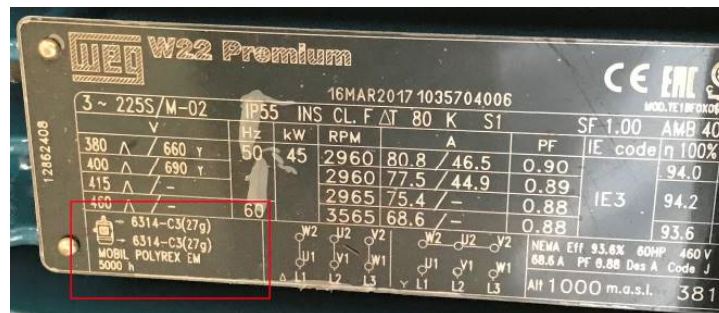 WEG W22 Premium
CE EAC
16MAR2017 1035704006
3 ~ 225S/M-02 IP55 INS CL. F ΔT 80 K S1 SF 1.00 AMB 40
V Hz kW RPM A PF IE code η 100%
380 Δ / 660 Y 50 45 2960 80.8 / 46.5 0.90 IE3 94.0
400 Δ / 690 Y 2960 77.5 / 44.9 0.89 94.2
415 Δ / - 2965 75.4 / - 0.88
460 Δ / - 60 3565 68.6 / - 0.88 93.6
6314-C3(27g)
6314-C3(27g)
MOBIL POLYREX EM
5000 h
W2 U2 V2 W2 U2 V2
U1 V1 W1 U1 V1 W1
Δ L1 L2 L3 Y L1 L2 L3
NEMA Eff 93.6% 60HP 460 V
68.6 A PF 0.88 Des A Code J
Alt 1000 m.a.s.l. 381
12862408